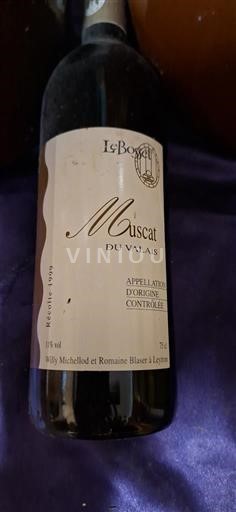 Le Bosset
Muscat
DU VALAIS
VINIOU
APPELLATION
D'ORIGINE
CONTRÔLÉE
Récolte 1999
11% vol
75 cl
Willy Michellod et Romaine Blaser à Leytron